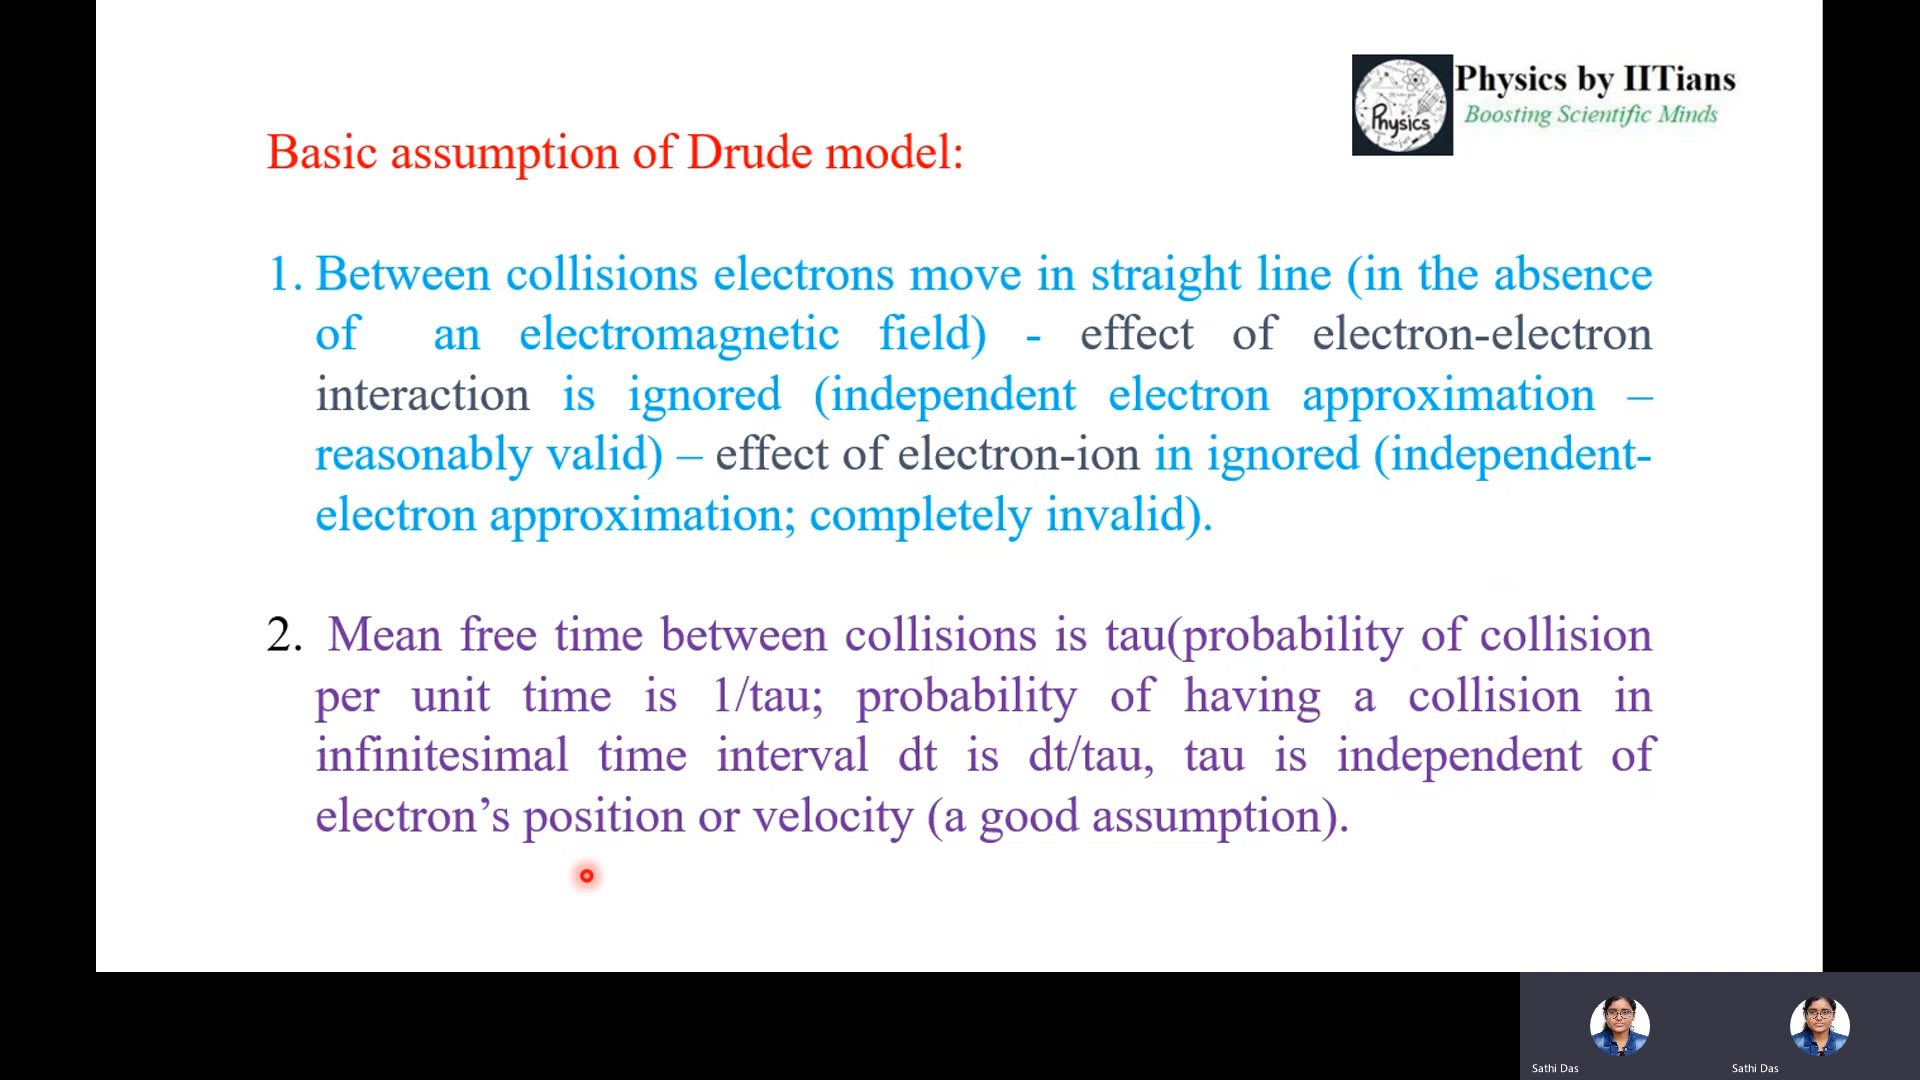 Physics by IITians
Boosting Scientific Minds
Physics
Basic assumption of Drude model:
1. Between collisions electrons move in straight line (in the absence
of an electromagnetic field) - effect of electron-electron
interaction is ignored (independent electron approximation –
reasonably valid) – effect of electron-ion in ignored (independent-
electron approximation; completely invalid).
2. Mean free time between collisions is tau(probability of collision
per unit time is 1/tau; probability of having a collision in
infinitesimal time interval dt is dt/tau, tau is independent of
electron’s position or velocity (a good assumption).
Sathi Das
Sathi Das